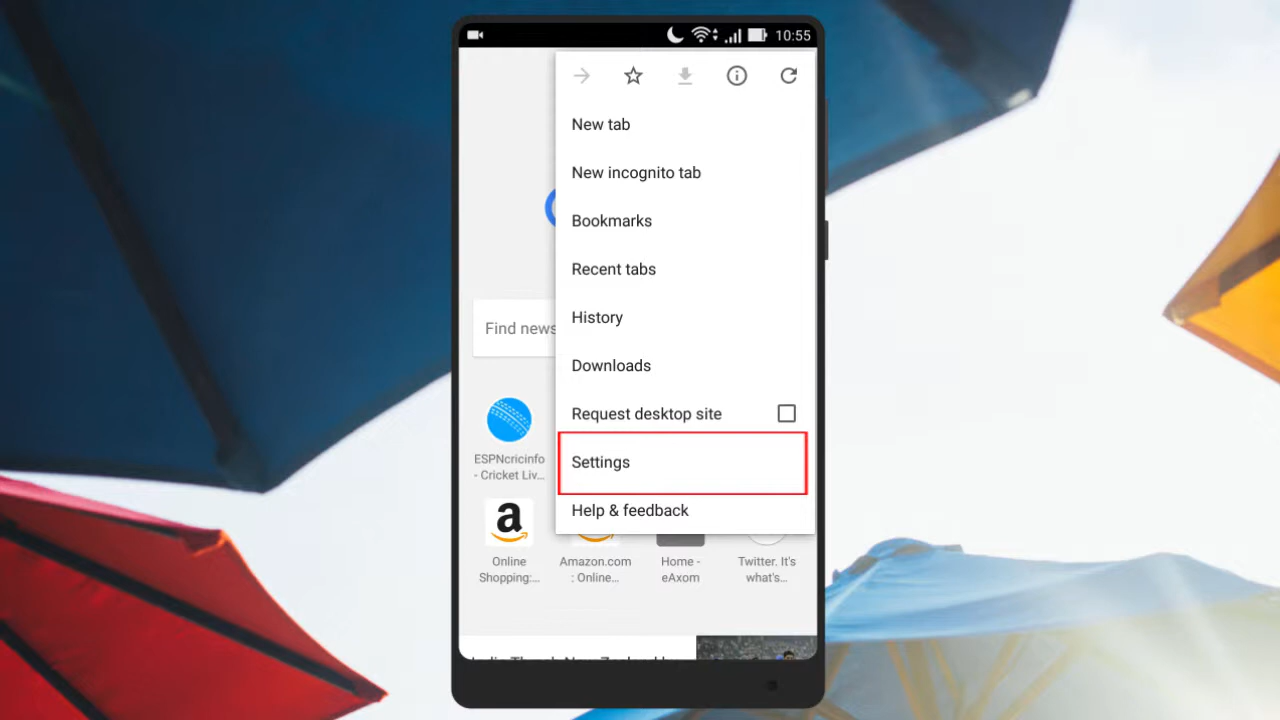 10:55
New tab
New incognito tab
Bookmarks
Recent tabs
History
Find news
Downloads
Request desktop site
ESPNcricinfo
- Cricket Liv...
Settings
Help & feedback
a
Online
Shopping:...
Amazon.com
: Online...
Home -
eAxom
Twitter. It's
what's...